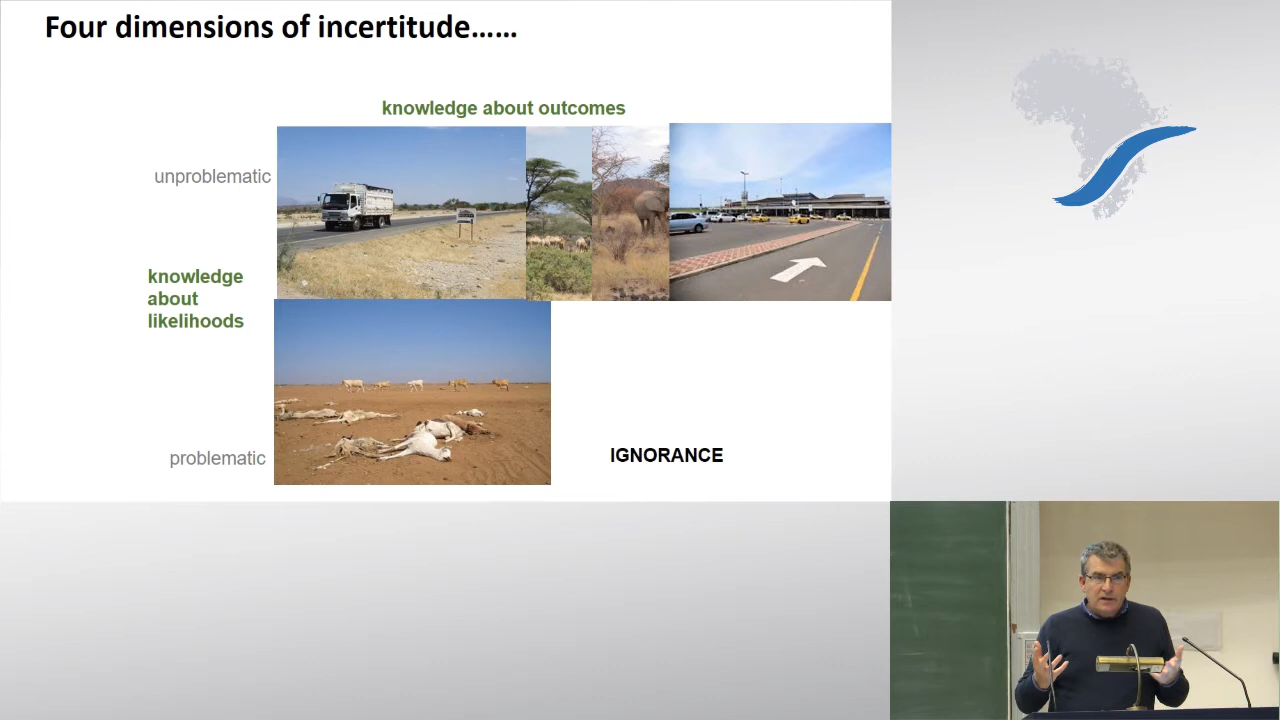 Four dimensions of incertitude……
knowledge about outcomes
unproblematic
knowledge
about
likelihoods
problematic
IGNORANCE